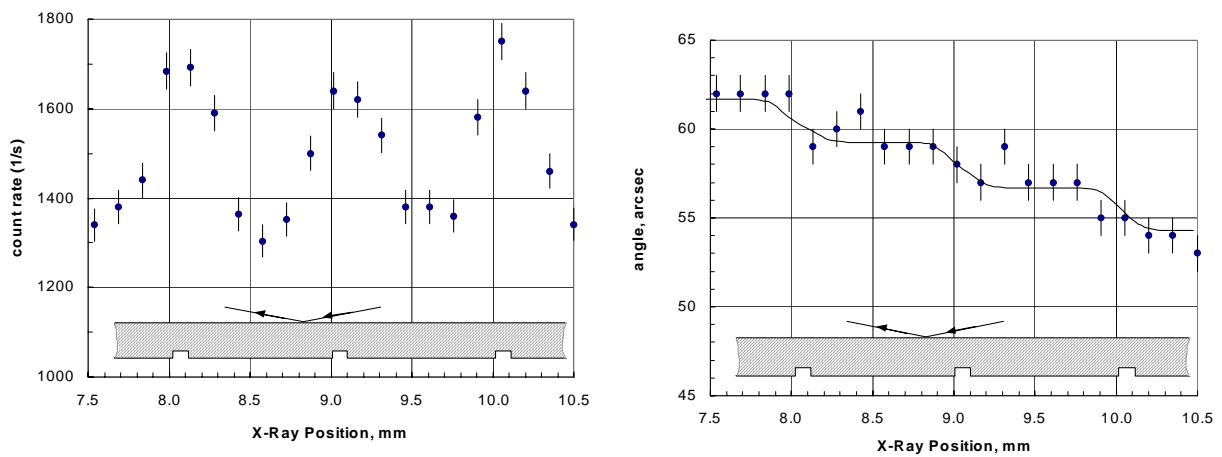 1800
1600
1400
1200
1000
count rate (1/s)
7.5 8.0 8.5 9.0 9.5 10.0 10.5
X-Ray Position, mm
65
60
55
50
45
angle, arcsec
7.5 8.0 8.5 9.0 9.5 10.0 10.5
X-Ray Position, mm